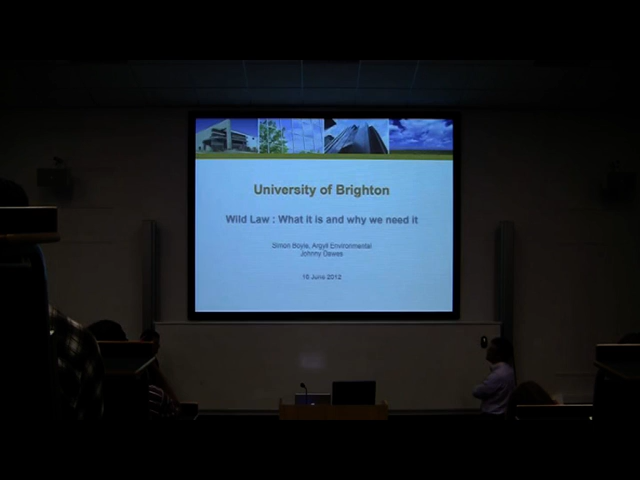 University of Brighton
Wild Law : What it is and why we need it
Simon Boyle, Argyll Environmental
Johnny Dawes
16 June 2012